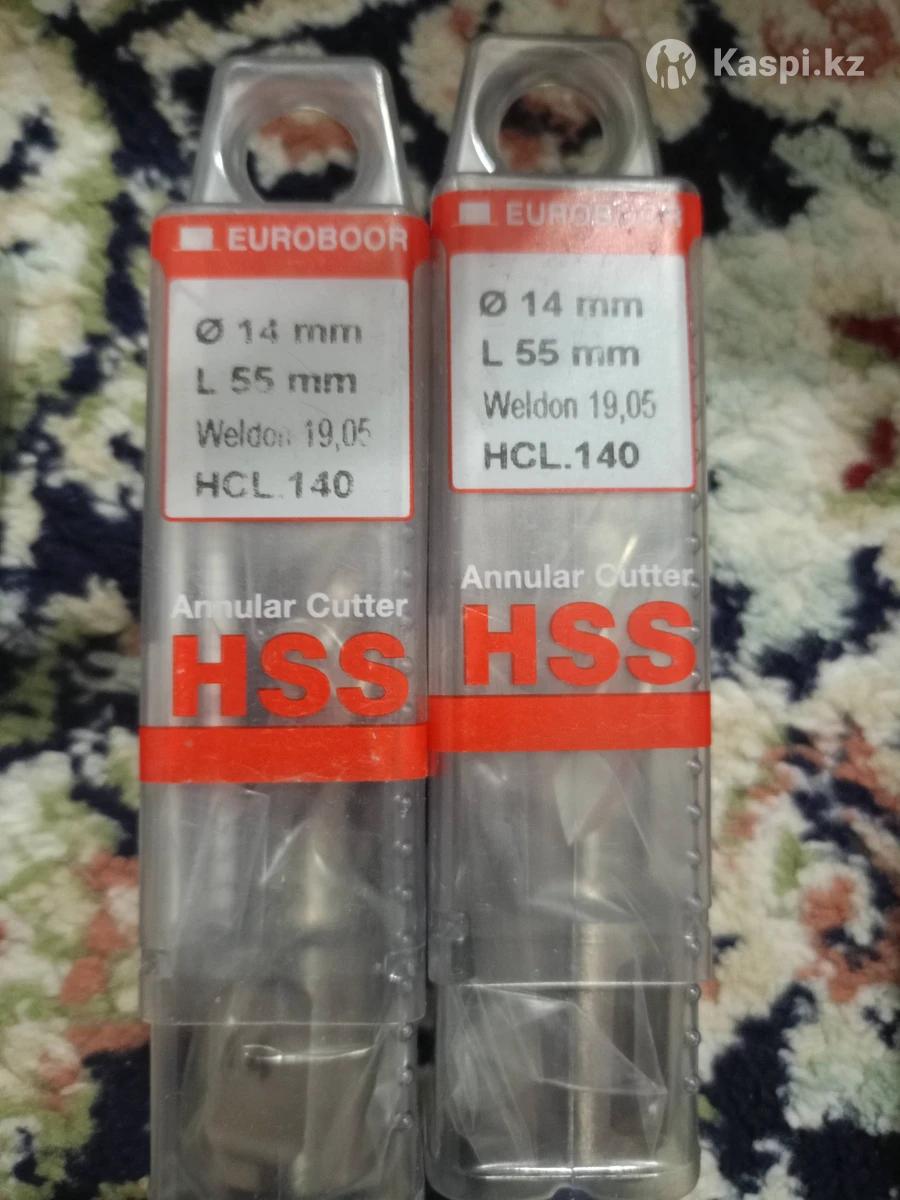 Kaspi.kz
EUROBOOR
Ø 14 mm
L 55 mm
Weldon 19,05
HCL.140
Annular Cutter
HSS
EUROBOOR
Ø 14 mm
L 55 mm
Weldon 19,05
HCL.140
Annular Cutter
HSS